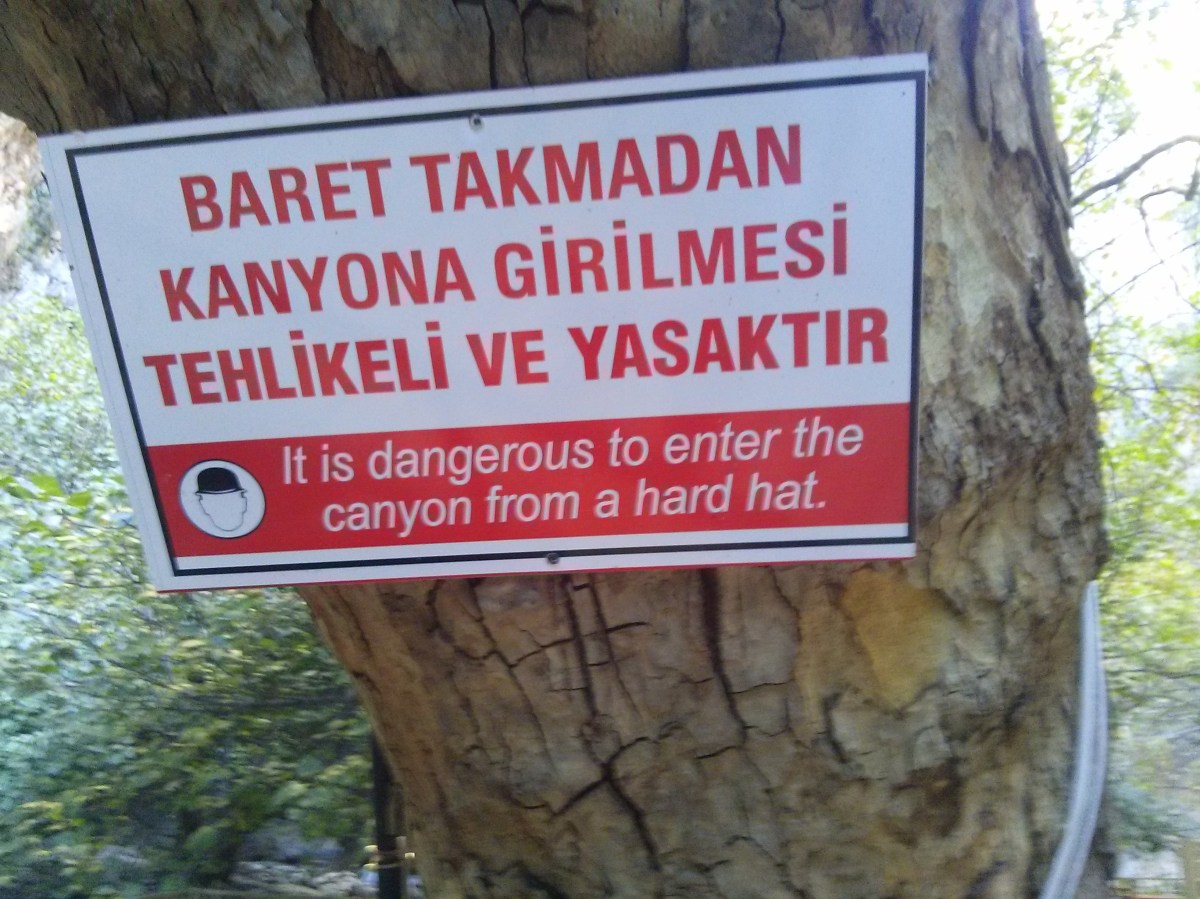 BARET TAKMADAN
KANYONA GİRİLMESİ
TEHLİKELİ VE YASAKTIR
It is dangerous to enter the
canyon from a hard hat.